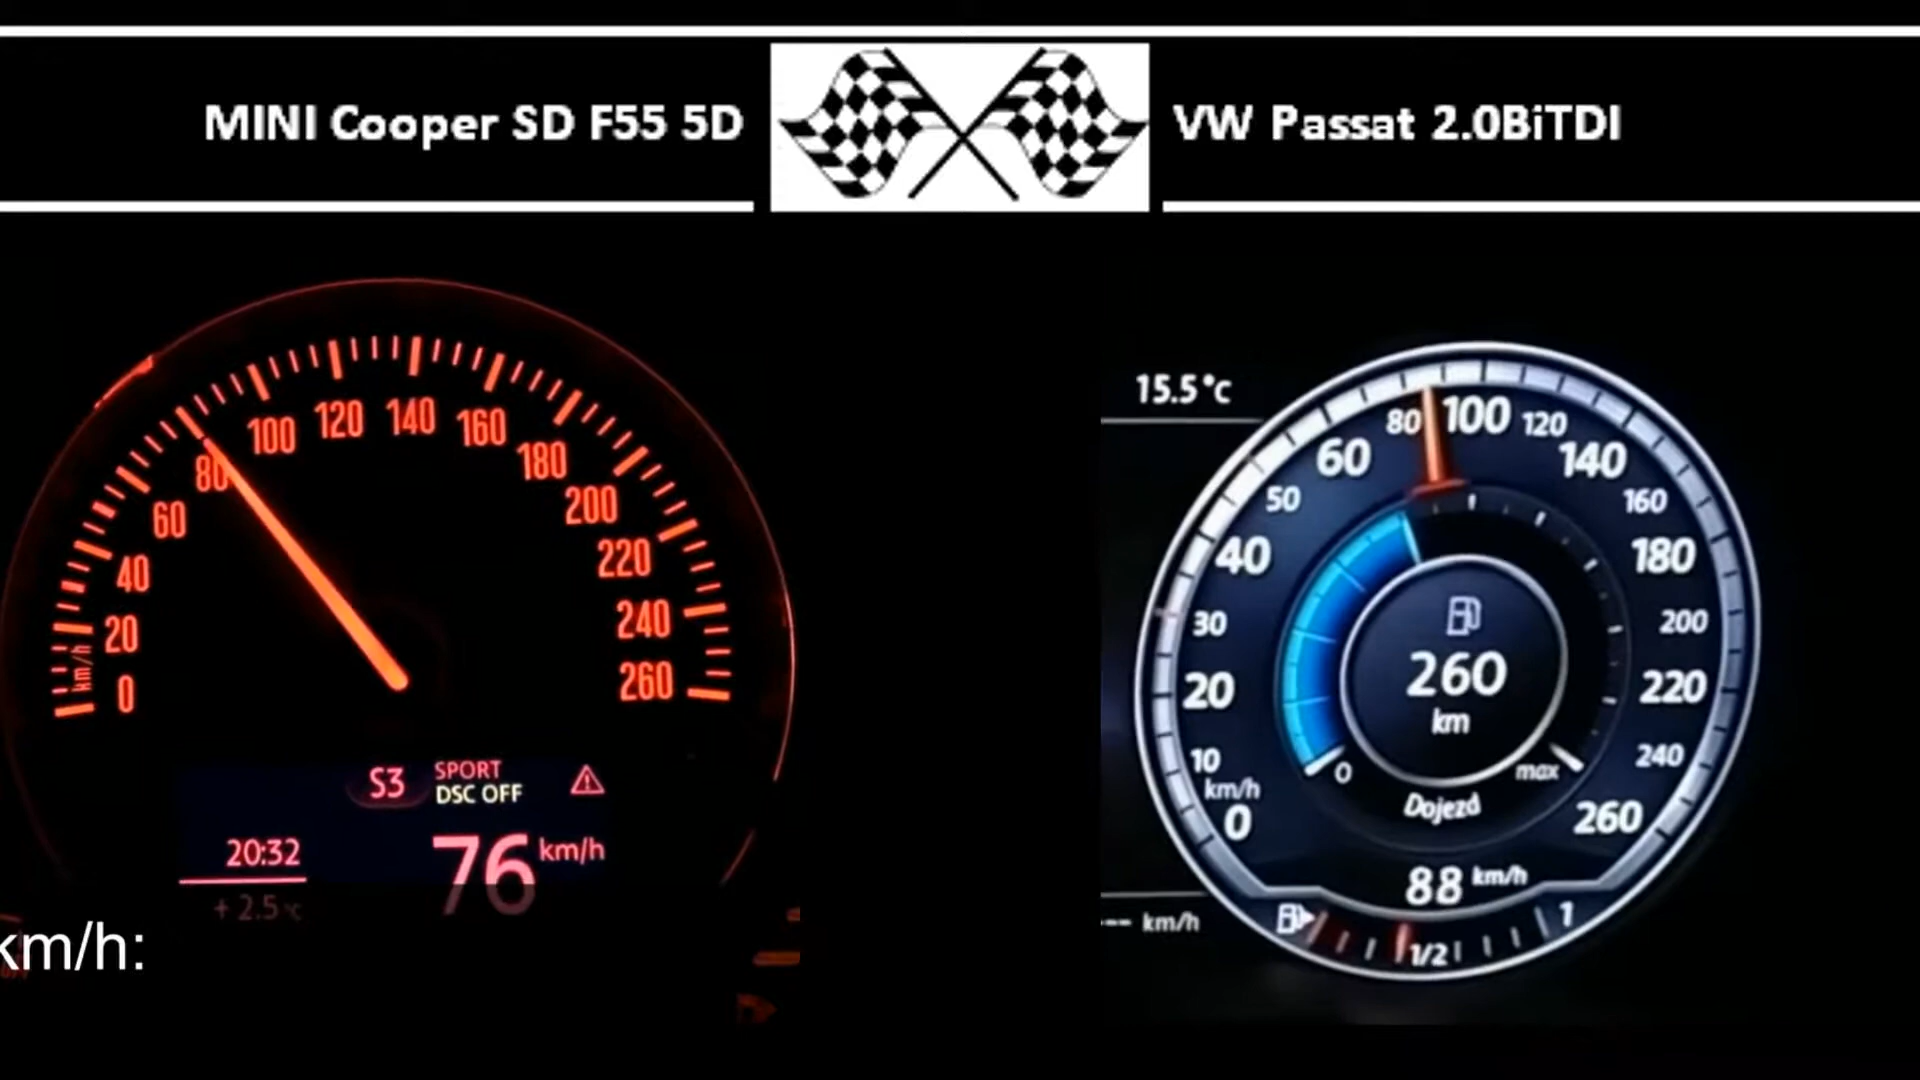 MINI Cooper SD F55 5D
VW Passat 2.0BiTDI
0
20
40
60
80
100
120
140
160
180
200
220
240
260
km/h
S3
SPORT
DSC OFF
20:32
76 km/h
+ 2.5 °C
km/h:
15.5°c
0
10
20
30
40
50
60
80
100
120
140
160
180
200
220
240
260
km/h
260
km
0
max
Dojezd
88 km/h
--- km/h
1/2
1